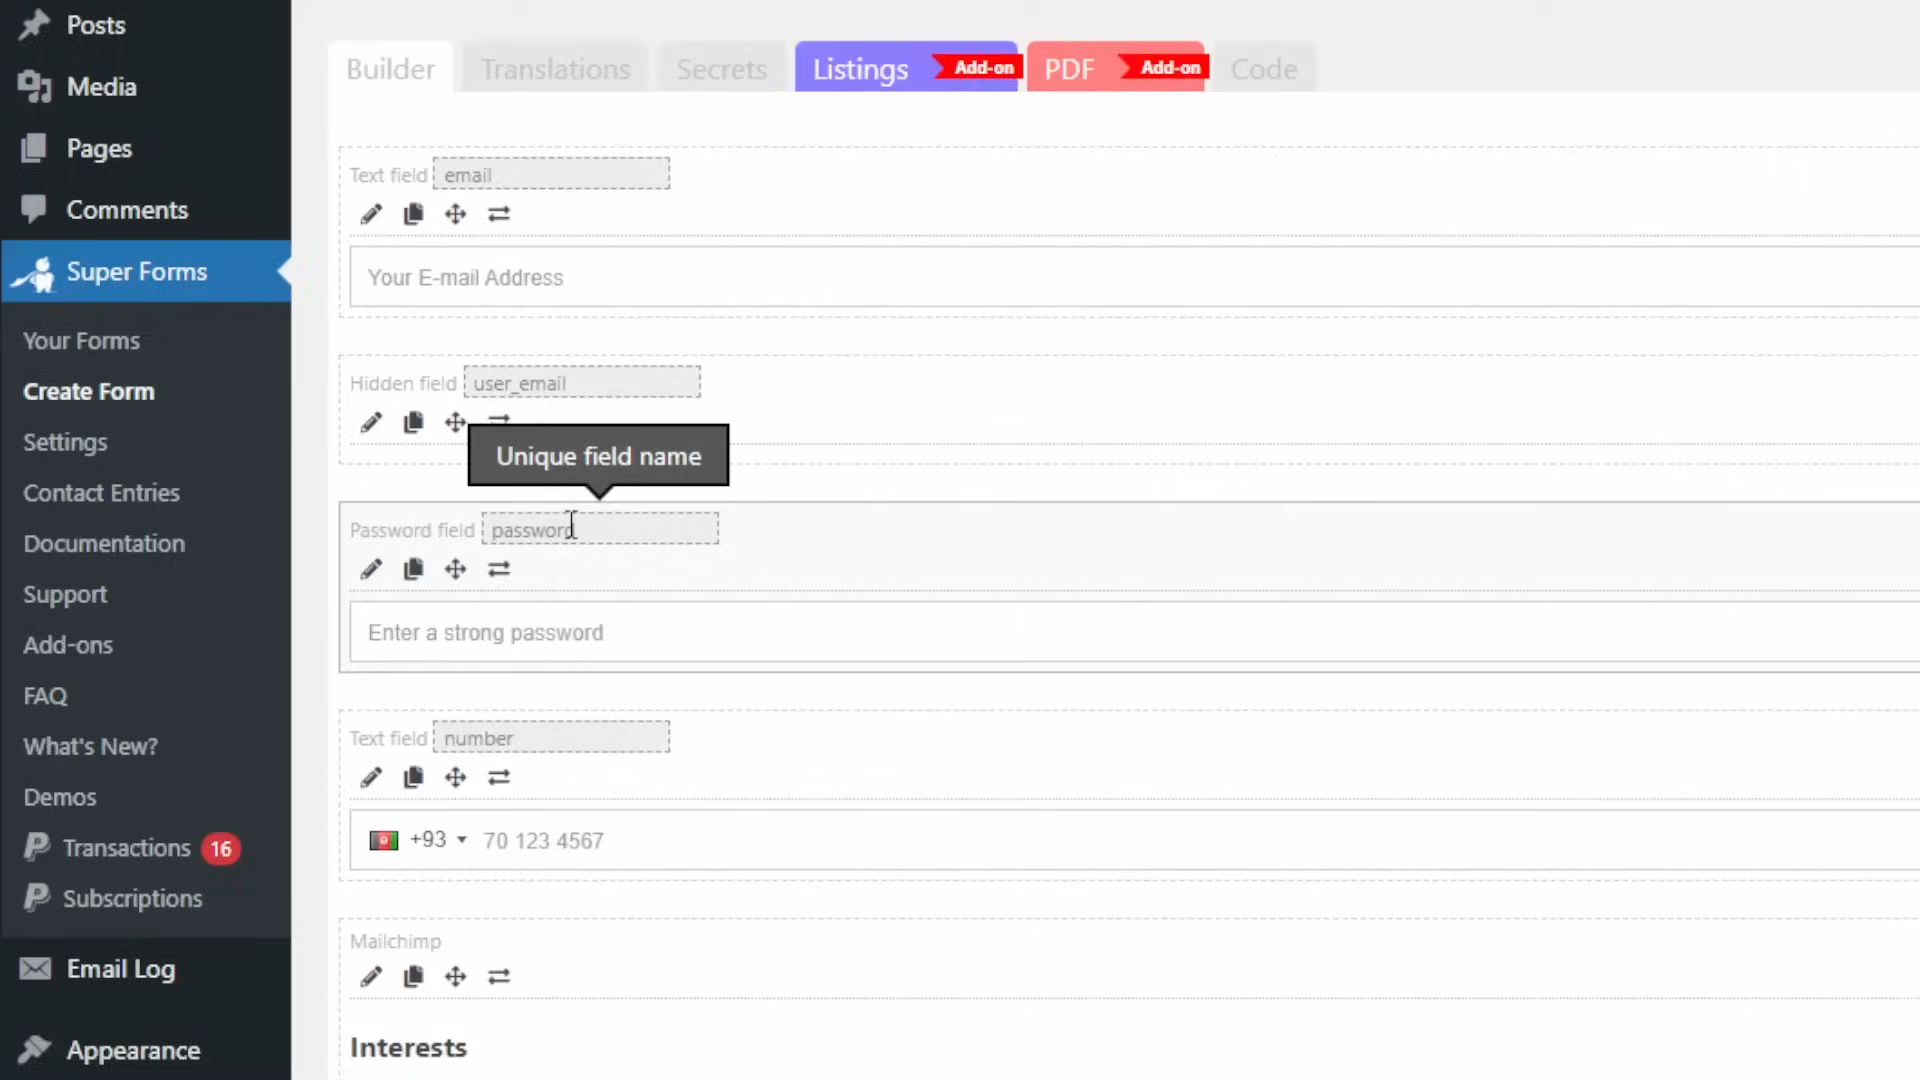 Posts
Media
Pages
Comments
Super Forms
Your Forms
Create Form
Settings
Contact Entries
Documentation
Support
Add-ons
FAQ
What's New?
Demos
Transactions 16
Subscriptions
Email Log
Appearance
Builder Translations Secrets Listings Add-on PDF Add-on Code
Text field email
Your E-mail Address
Hidden field user_email
Unique field name
Password field password
Enter a strong password
Text field number
+93 70 123 4567
Mailchimp
Interests